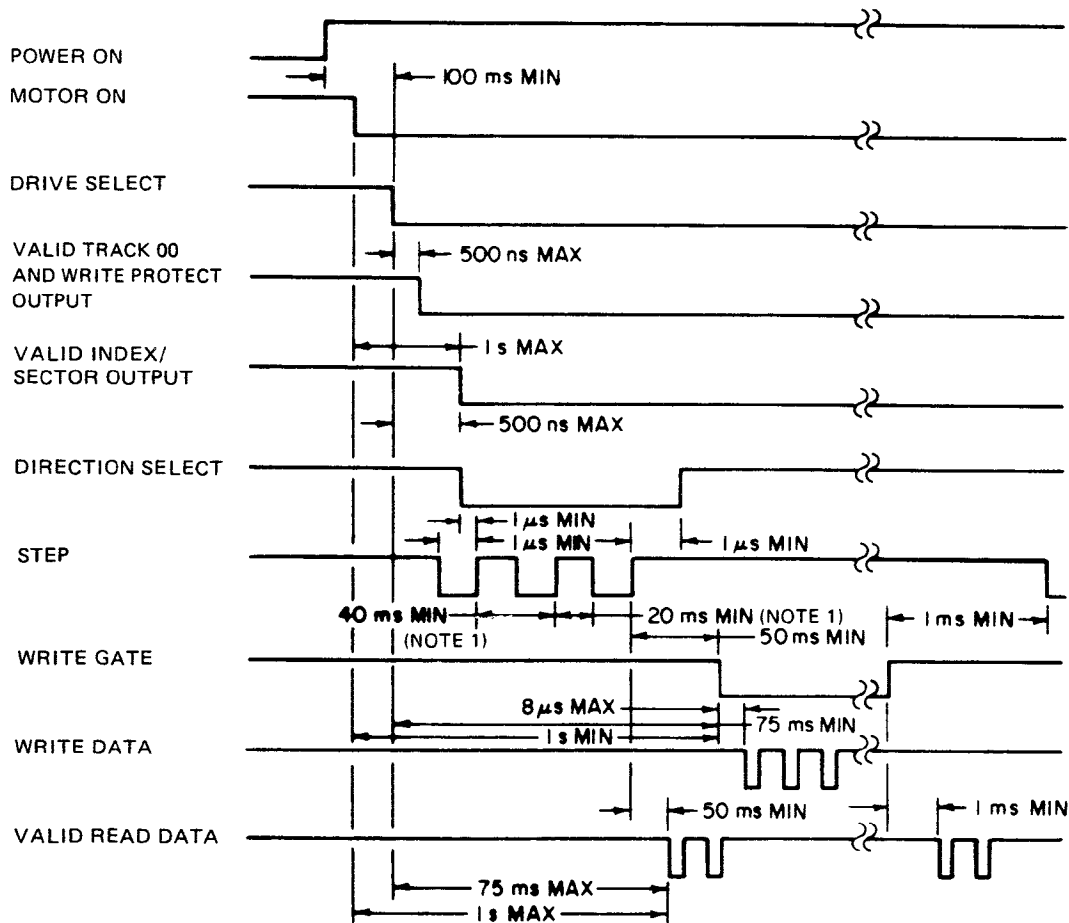 POWER ON
100 ms MIN
MOTOR ON
DRIVE SELECT
VALID TRACK 00
AND WRITE PROTECT
OUTPUT
500 ns MAX
1 s MAX
VALID INDEX/
SECTOR OUTPUT
500 ns MAX
DIRECTION SELECT
1 μs MIN
1 μs MIN
1 μs MIN
STEP
40 ms MIN
(NOTE 1)
20 ms MIN (NOTE 1)
50 ms MIN
1 ms MIN
WRITE GATE
8 μs MAX
75 ms MIN
1 s MIN
WRITE DATA
50 ms MIN
1 ms MIN
VALID READ DATA
75 ms MAX
1 s MAX